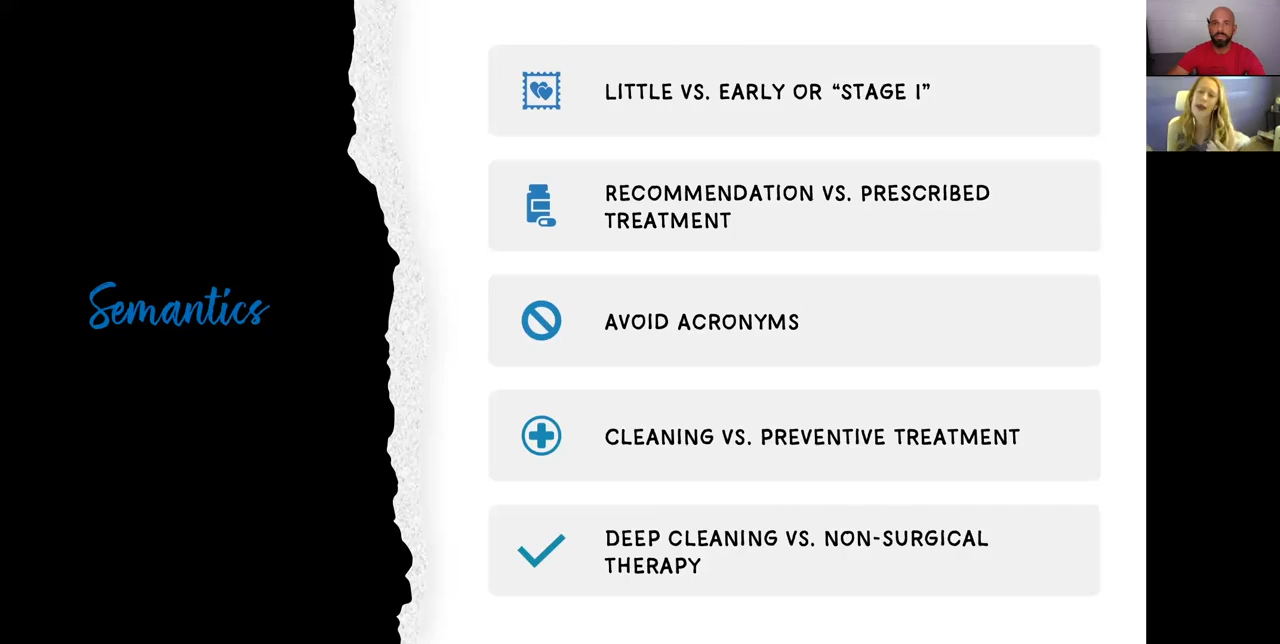 Semantics
LITTLE VS. EARLY OR “STAGE I”
RECOMMENDATION VS. PRESCRIBED
TREATMENT
AVOID ACRONYMS
CLEANING VS. PREVENTIVE TREATMENT
DEEP CLEANING VS. NON-SURGICAL
THERAPY